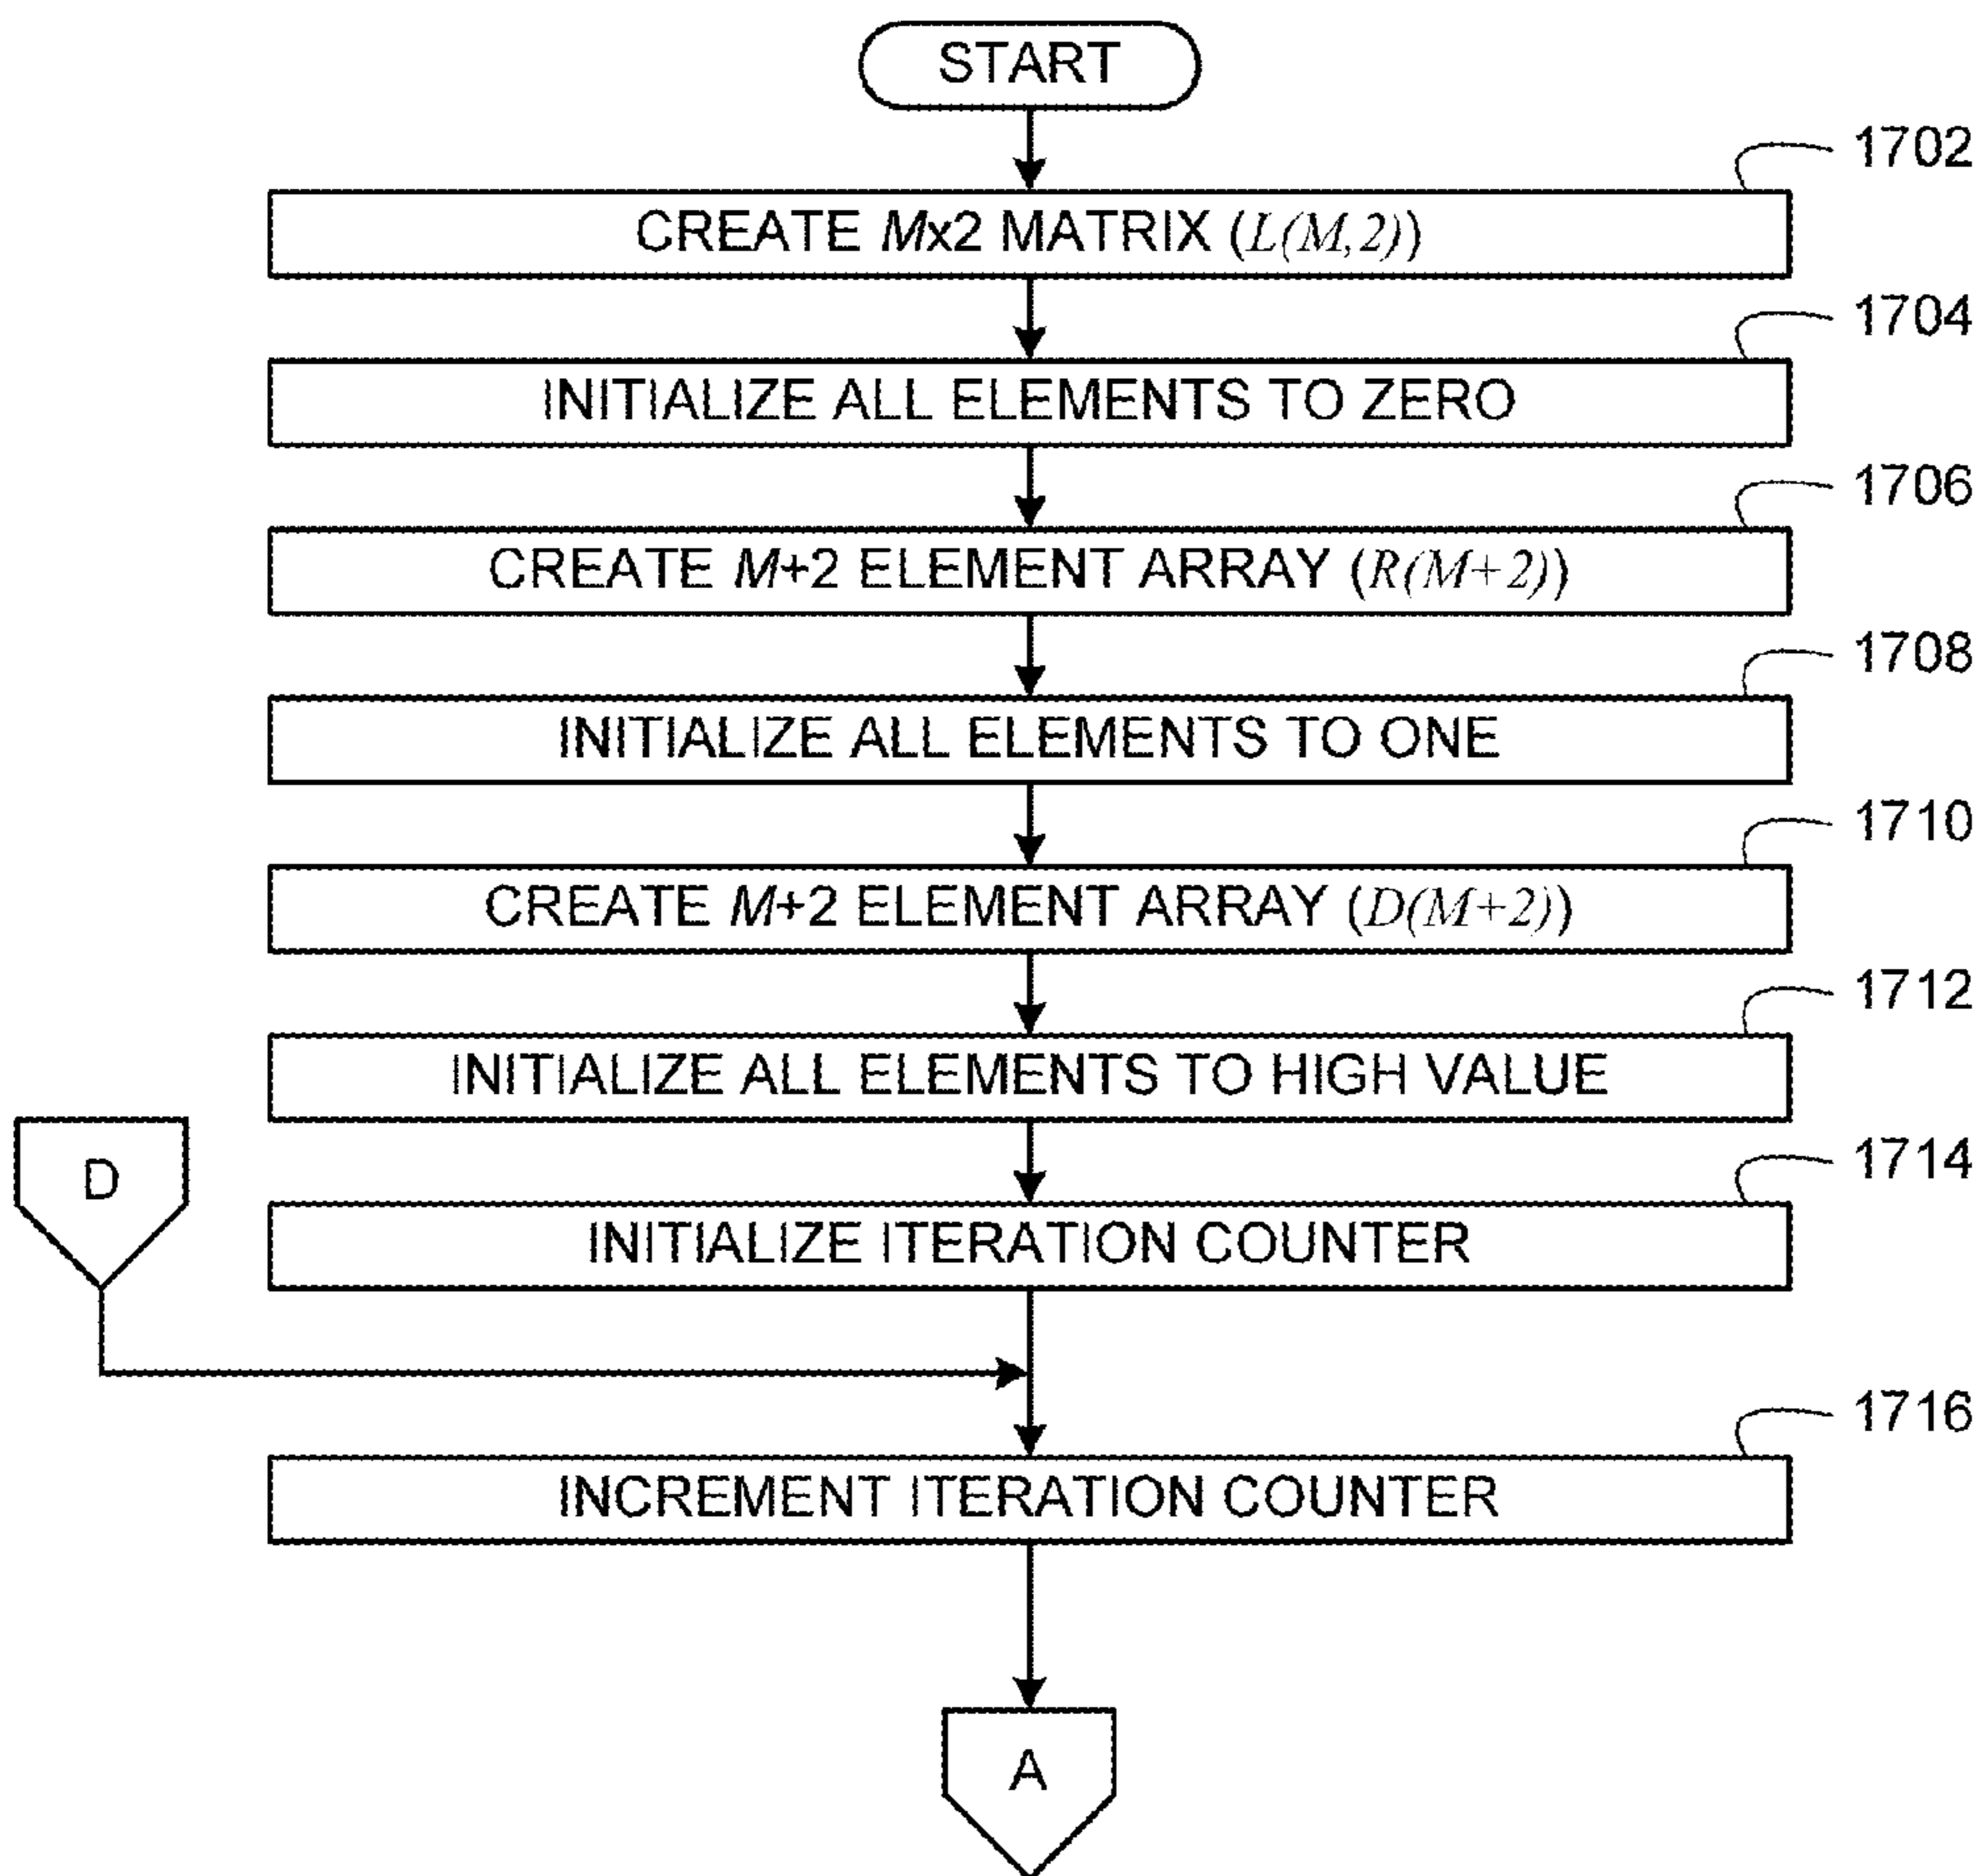 START
1702
CREATE Mx2 MATRIX (L(M,2))
1704
INITIALIZE ALL ELEMENTS TO ZERO
1706
CREATE M+2 ELEMENT ARRAY (R(M+2))
1708
INITIALIZE ALL ELEMENTS TO ONE
1710
CREATE M+2 ELEMENT ARRAY (D(M+2))
1712
INITIALIZE ALL ELEMENTS TO HIGH VALUE
D
1714
INITIALIZE ITERATION COUNTER
1716
INCREMENT ITERATION COUNTER
A